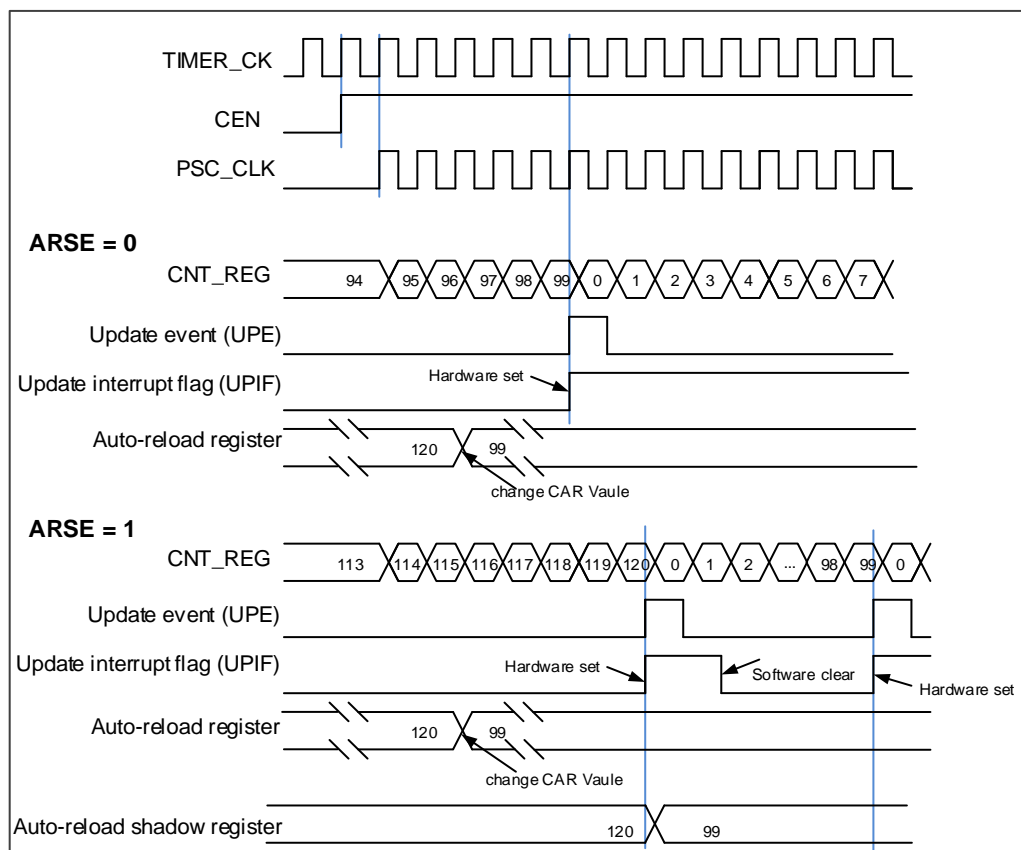 TIMER_CK
CEN
PSC_CLK
ARSE = 0
CNT_REG 94 95 96 97 98 99 0 1 2 3 4 5 6 7
Update event (UPE)
Update interrupt flag (UPIF) Hardware set
Auto-reload register 120 99
change CAR Vaule
ARSE = 1
CNT_REG 113 114 115 116 117 118 119 120 0 1 2 ... 98 99 0
Update event (UPE)
Update interrupt flag (UPIF) Hardware set Software clear Hardware set
Auto-reload register 120 99
change CAR Vaule
Auto-reload shadow register 120 99